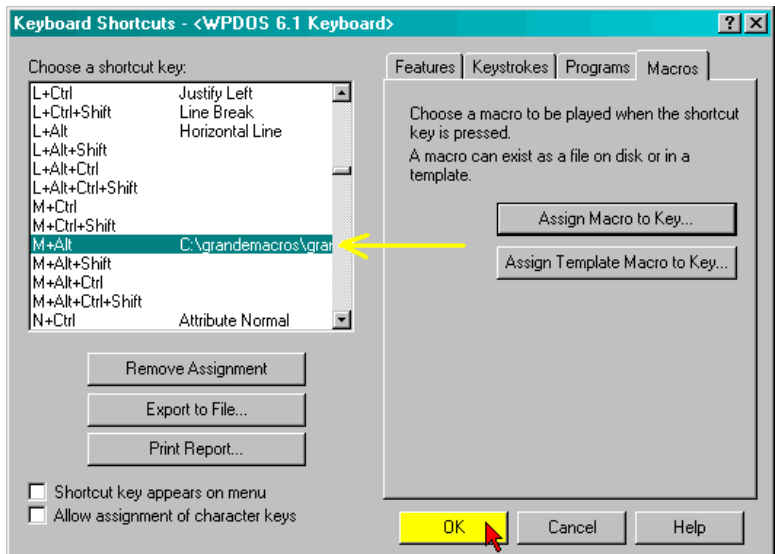 Keyboard Shortcuts - <WPDOS 6.1 Keyboard>
Choose a shortcut key:
L+Ctrl Justify Left
L+Ctrl+Shift Line Break
L+Alt Horizontal Line
L+Alt+Shift
L+Alt+Ctrl
L+Alt+Ctrl+Shift
M+Ctrl
M+Ctrl+Shift
M+Alt C:\grandemacros\gran
M+Alt+Shift
M+Alt+Ctrl
M+Alt+Ctrl+Shift
N+Ctrl Attribute Normal
Remove Assignment
Export to File...
Print Report...
Shortcut key appears on menu
Allow assignment of character keys
Features Keystrokes Programs Macros
Choose a macro to be played when the shortcut
key is pressed.
A macro can exist as a file on disk or in a
template.
Assign Macro to Key...
Assign Template Macro to Key...
OK Cancel Help